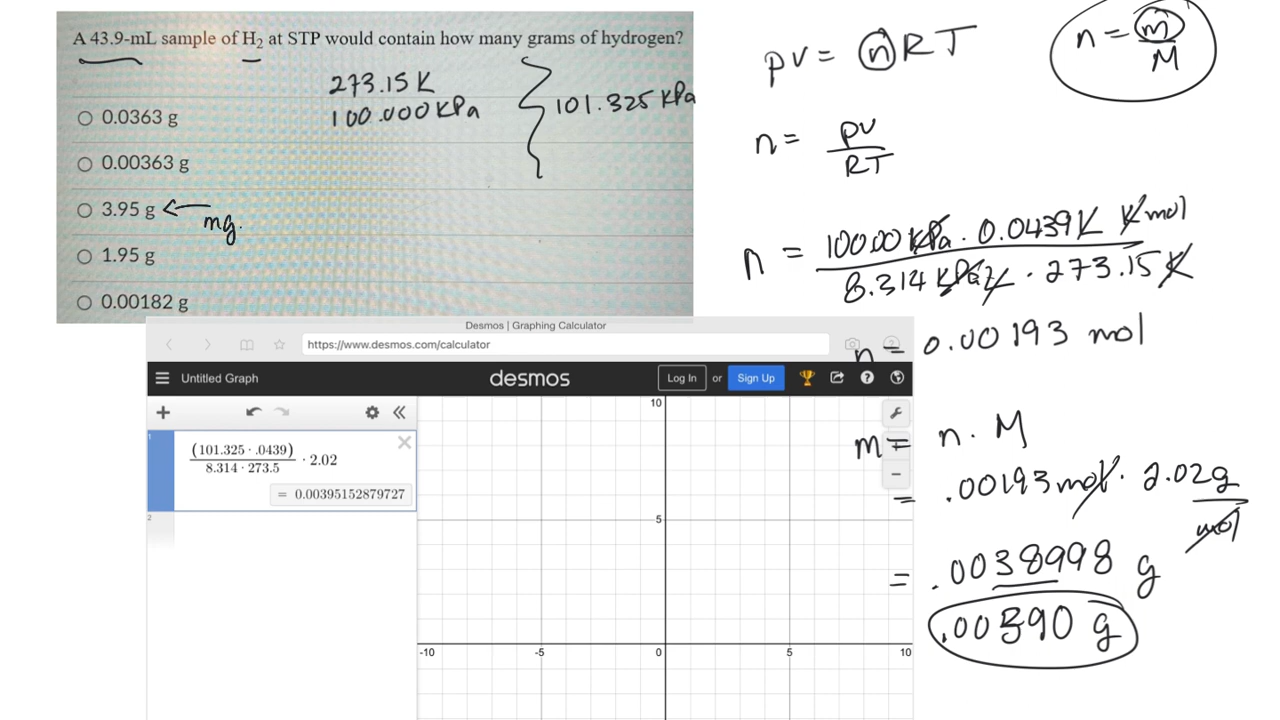 A 43.9-mL sample of H₂ at STP would contain how many grams of hydrogen?
273.15 K
100.000 KPa
101.325 KPa
0.0363 g
0.00363 g
3.95 g
mg.
1.95 g
0.00182 g
PV = nRT
n = m/M
n = PV/RT
n = 100.00 KPa · 0.0439 K K mol / 8.314 KPa · 273.15 K
n = 0.00193 mol
m = n · M
= .00193 mol · 2.02 g/mol
= .0038998 g
.00390 g
Desmos | Graphing Calculator
https://www.desmos.com/calculator
Untitled Graph
desmos
Log In or Sign Up
1
(101.325 · .0439)/(8.314 · 273.5) · 2.02
= 0.00395152879727
2
10
5
-10 -5 0 5 10